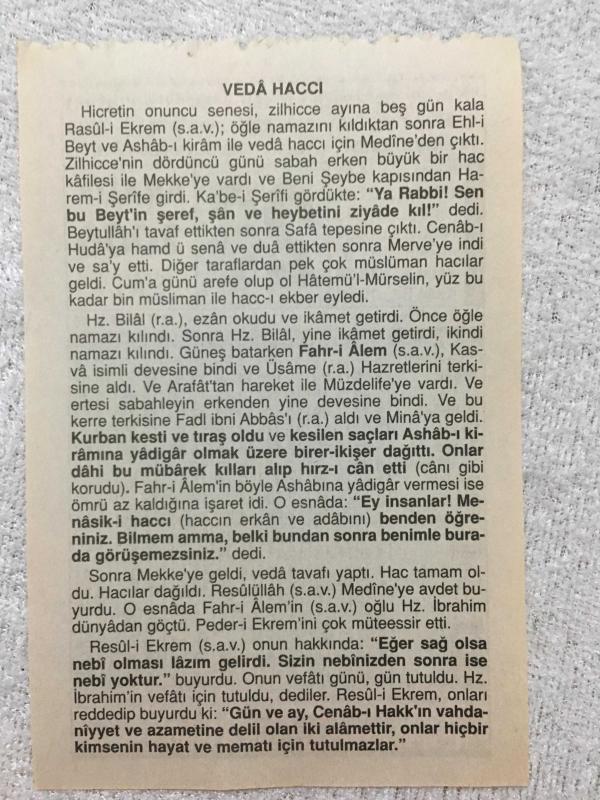 VEDÂ HACCI
Hicretin onuncu senesi, zilhicce ayına beş gün kala
Rasûl-i Ekrem (s.a.v.); öğle namazını kıldıktan sonra Ehl-i
Beyt ve Ashâb-ı kirâm ile vedâ haccı için Medîne'den çıktı.
Zilhicce'nin dördüncü günü sabah erken büyük bir hac
kâfilesi ile Mekke'ye vardı ve Beni Şeybe kapısından Ha-
rem-i Şerîfe girdi. Ka'be-i Şerîfi gördükte: “Ya Rabbi! Sen
bu Beyt'in şeref, şân ve heybetini ziyâde kıl!” dedi.
Beytullâh'ı tavaf ettikten sonra Safâ tepesine çıktı. Cenâb-ı
Hudâ'ya hamd ü senâ ve duâ ettikten sonra Merve'ye indi
ve sa'y etti. Diğer taraflardan pek çok müslüman hacılar
geldi. Cum'a günü arefe olup ol Hâtemü'l-Mürselin, yüz bu
kadar bin müsliman ile hacc-ı ekber eyledi.
Hz. Bilâl (r.a.), ezân okudu ve ikâmet getirdi. Önce öğle
namazı kılındı. Sonra Hz. Bilâl, yine ikâmet getirdi, ikindi
namazı kılındı. Güneş batarken Fahr-i Âlem (s.a.v.), Kas-
vâ isimli devesine bindi ve Üsâme (r.a.) Hazretlerini terki-
sine aldı. Ve Arafât'tan hareket ile Müzdelife'ye vardı. Ve
ertesi sabahleyin erkenden yine devesine bindi. Ve bu
kerre terkisine Fadl ibni Abbâs'ı (r.a.) aldı ve Minâ'ya geldi.
Kurban kesti ve tıraş oldu ve kesilen saçları Ashâb-ı ki-
râmına yâdigâr olmak üzere birer-ikişer dağıttı. Onlar
dâhi bu mübârek kılları alıp hırz-ı cân etti (cânı gibi
korudu). Fahr-i Âlem'in böyle Ashâbına yâdigâr vermesi ise
ömrü az kaldığına işaret idi. O esnâda: “Ey insanlar! Me-
nâsik-i haccı (haccın erkân ve adâbını) benden öğre-
niniz. Bilmem amma, belki bundan sonra benimle bura-
da görüşemezsiniz.” dedi.
Sonra Mekke'ye geldi, vedâ tavafı yaptı. Hac tamam ol-
du. Hacılar dağıldı. Resûlüllâh (s.a.v.) Medîne'ye avdet bu-
yurdu. O esnâda Fahr-i Âlem'in (s.a.v.) oğlu Hz. İbrahim
dünyâdan göçtü. Peder-i Ekrem'ini çok müteessir etti.
Resûl-i Ekrem (s.a.v.) onun hakkında: “Eğer sağ olsa
nebî olması lâzım gelirdi. Sizin nebînizden sonra ise
nebî yoktur.” buyurdu. Onun vefâtı günü, gün tutuldu. Hz.
İbrahim'in vefâtı için tutuldu, dediler. Resûl-i Ekrem, onları
reddedip buyurdu ki: “Gün ve ay, Cenâb-ı Hakk'ın vahda-
nîyyet ve azametine delil olan iki alâmettir, onlar hiçbir
kimsenin hayat ve mematı için tutulmazlar.”